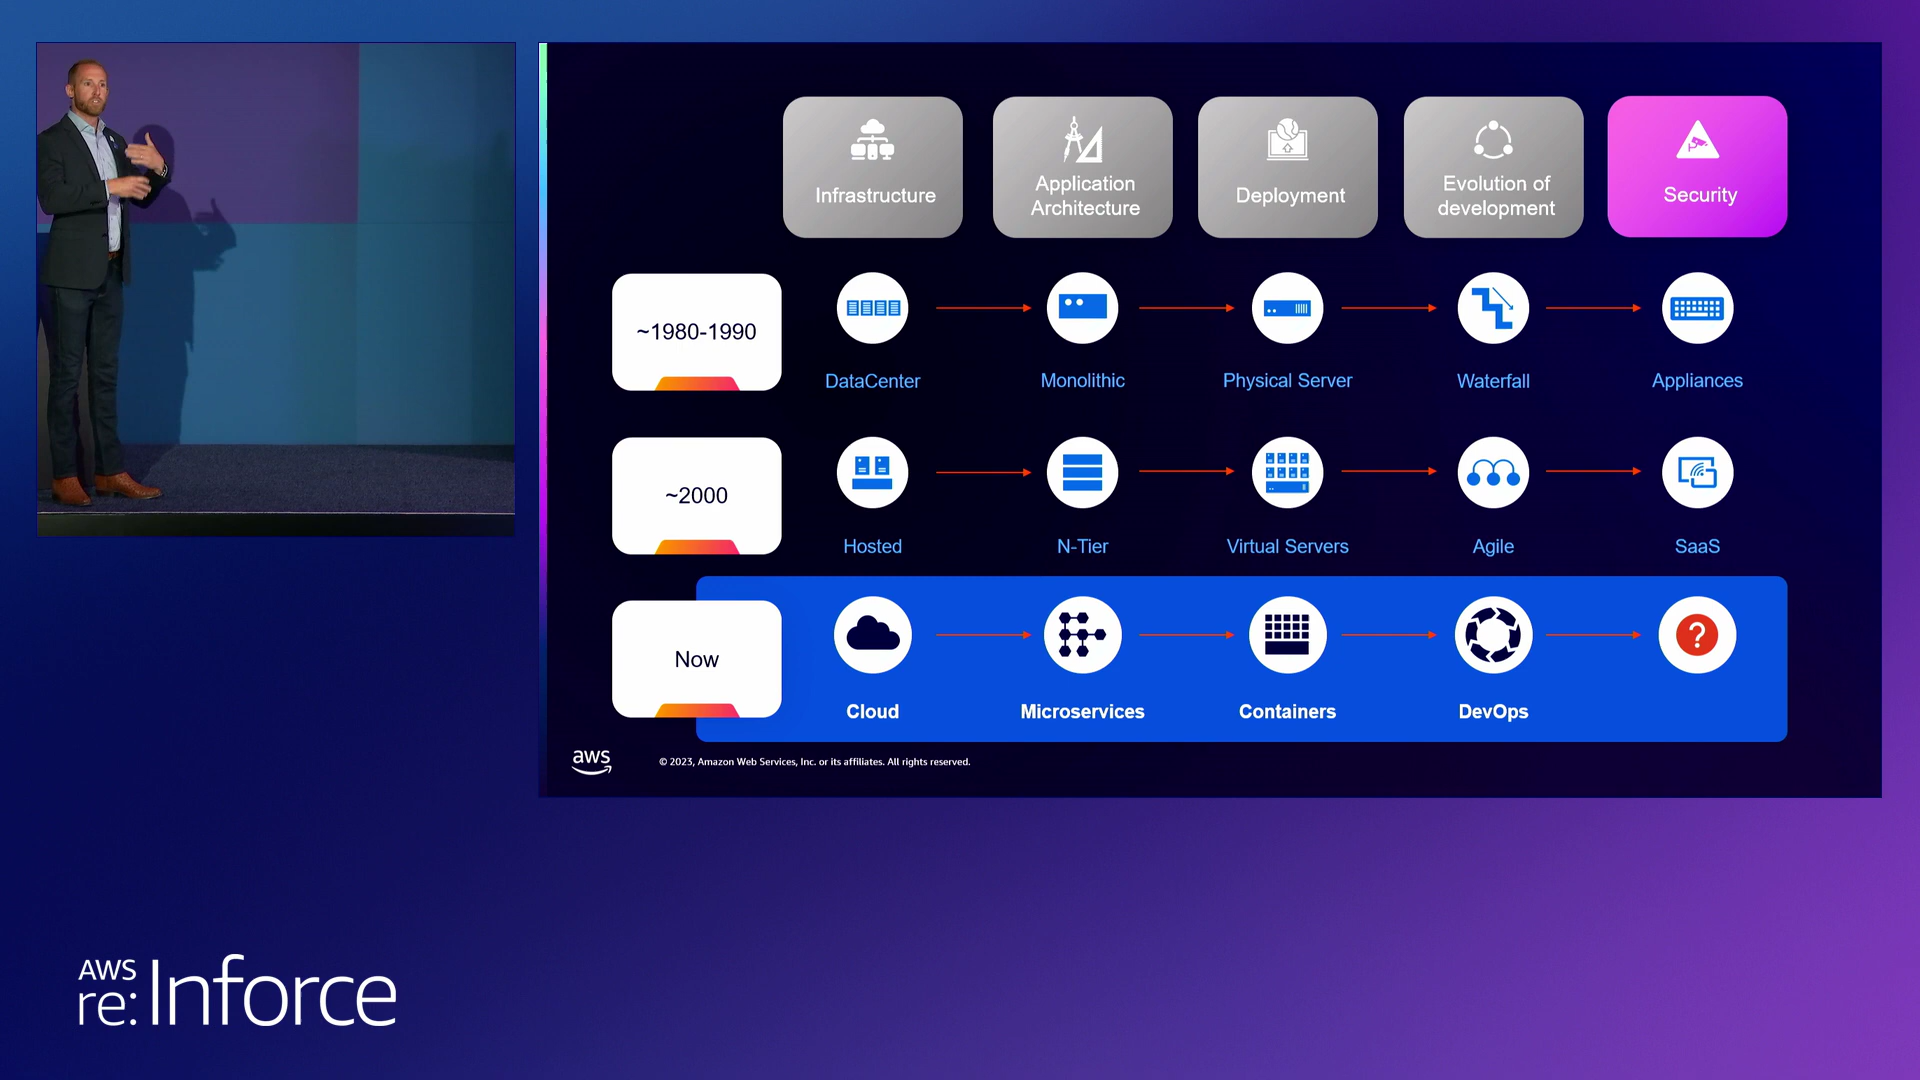 Infrastructure
Application
Architecture
Deployment
Evolution of
development
Security
~1980-1990
DataCenter
Monolithic
Physical Server
Waterfall
Appliances
~2000
Hosted
N-Tier
Virtual Servers
Agile
SaaS
Now
?
Cloud
Microservices
Containers
DevOps
aws
© 2023, Amazon Web Services, Inc. or its affiliates. All rights reserved.
AWS
re:Inforce